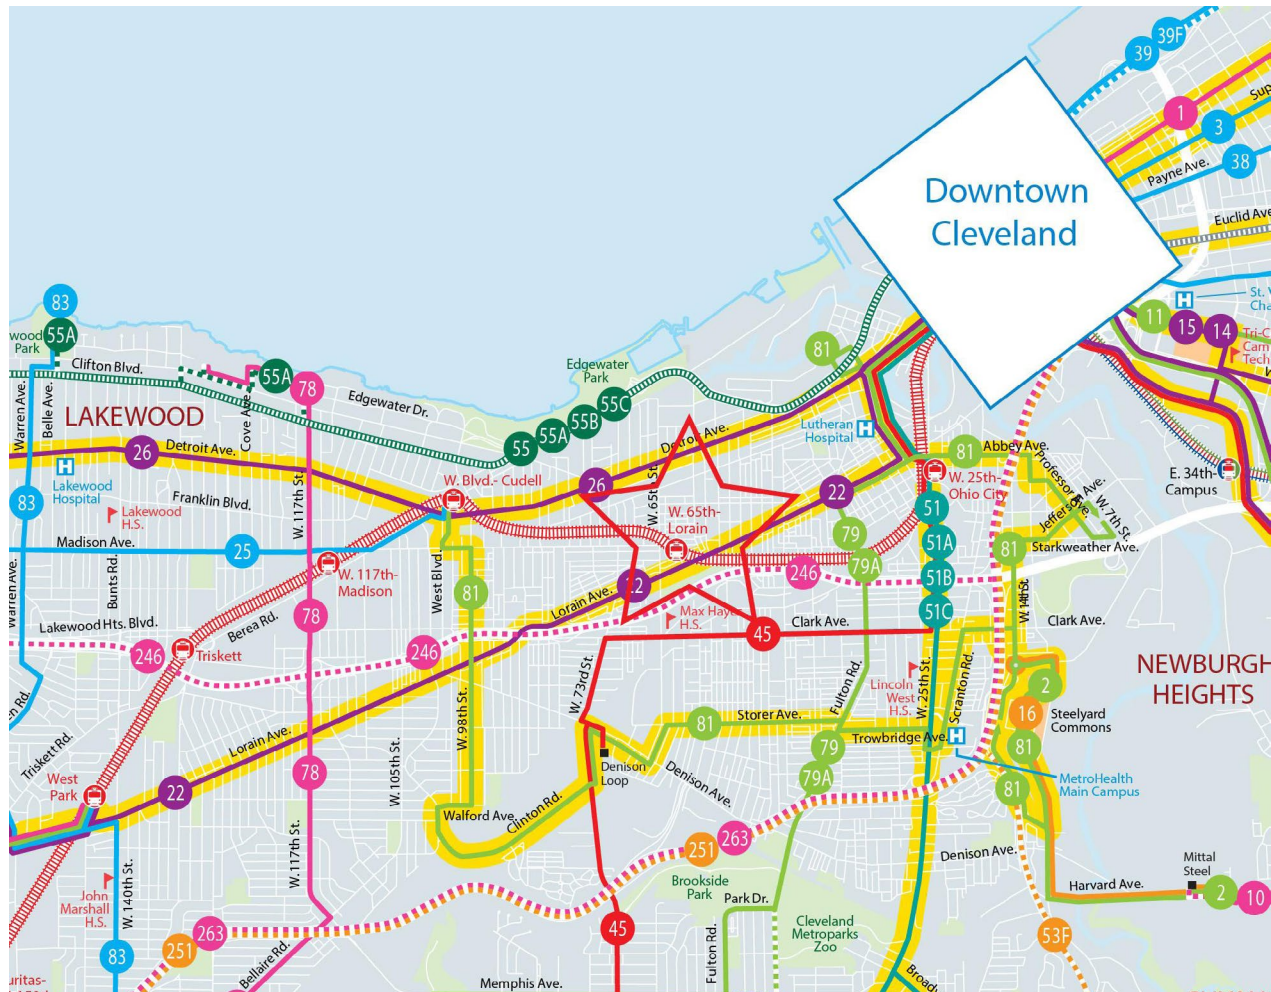 39F
39
1
Sup
3
38
Payne Ave.
Downtown
Cleveland
Euclid Ave
St. V
Cha
83
wood
Park
55A
11
15
14
Tri-C
Cam
Tech
Clifton Blvd.
55A
78
Edgewater Dr.
Edgewater
Park
81
Warren Ave.
Belle Ave.
LAKEWOOD
Cove Ave.
55
55A
55B
55C
26
Detroit Ave.
Detroit Ave.
Lutheran
Hospital
81
Abbey Ave.
Lakewood
Hospital
W. Blvd.- Cudell
26
W. 65th St.
22
W. 25th-
Ohio City
Professor Ave.
E. 34th-
Campus
83
Franklin Blvd.
Lakewood
H.S.
W. 117th St.
W. 65th-
Lorain
51
Jefferson Ave.
W. 7th St.
Madison Ave.
25
79
51A
81
Starkweather Ave.
Warren Ave.
Bunts Rd.
W. 117th-
Madison
West Blvd.
81
22
246
79A
51B
Lorain Ave.
Lakewood Hts. Blvd.
Berea Rd.
78
Max Hayes
H.S.
51C
W. 14th St.
246
Triskett
246
45
Clark Ave.
Clark Ave.
W. 73rd St.
Fulton Rd.
Lincoln
West
H.S.
W. 25th St.
Scranton Rd.
NEWBURGH
HEIGHTS
2
en Rd.
W. 98th St.
81
Storer Ave.
16
Steelyard
Commons
Triskett Rd.
Lorain Ave.
79
Trowbridge Ave.
81
West
Park
78
W. 105th St.
Denison
Loop
Denison Ave.
79A
MetroHealth
Main Campus
22
81
Walford Ave.
Clinton Rd.
W. 117th St.
251
263
Denison Ave.
John
Marshall
H.S.
W. 140th St.
Brookside
Park
Park Dr.
Harvard Ave.
Mittal
Steel
2
10
263
251
Bellaire Rd.
45
Fulton Rd.
Cleveland
Metroparks
Zoo
53F
83
uritas-
Memphis Ave.
Broad